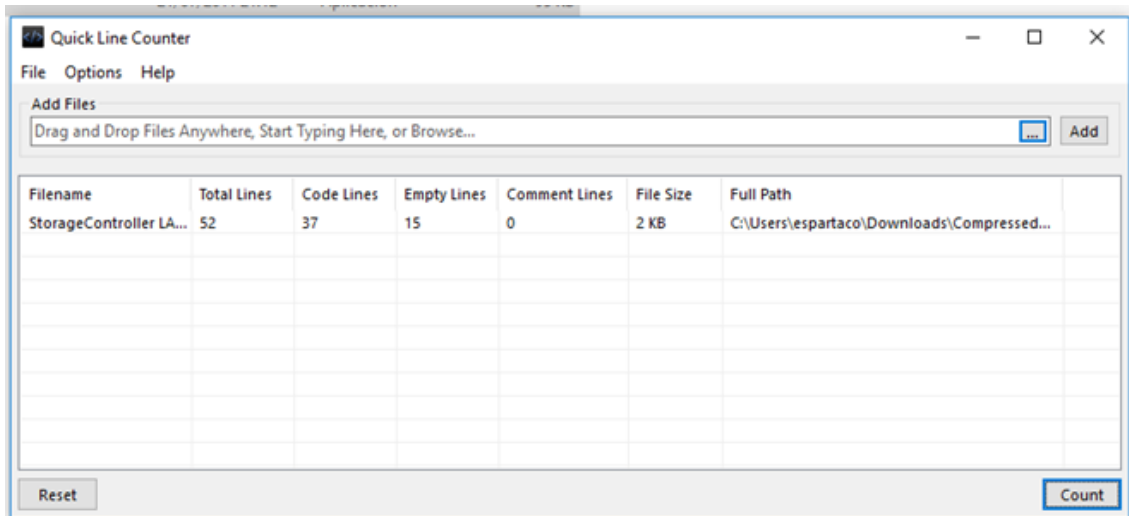 Quick Line Counter
File Options Help
Add Files
Drag and Drop Files Anywhere, Start Typing Here, or Browse...
... Add
Filename Total Lines Code Lines Empty Lines Comment Lines File Size Full Path
StorageController LA... 52 37 15 0 2 KB C:\Users\espartaco\Downloads\Compressed...
Reset Count